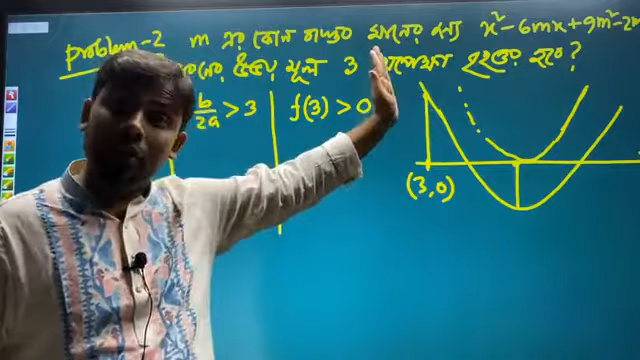 problem-2 m এর কোন বাস্তব মানের জন্য x²-6mx+9m²-2m
উভয় মূল 3 অপেক্ষা হতে হবে?
b/2a > 3 f(3) > 0
(3,0)